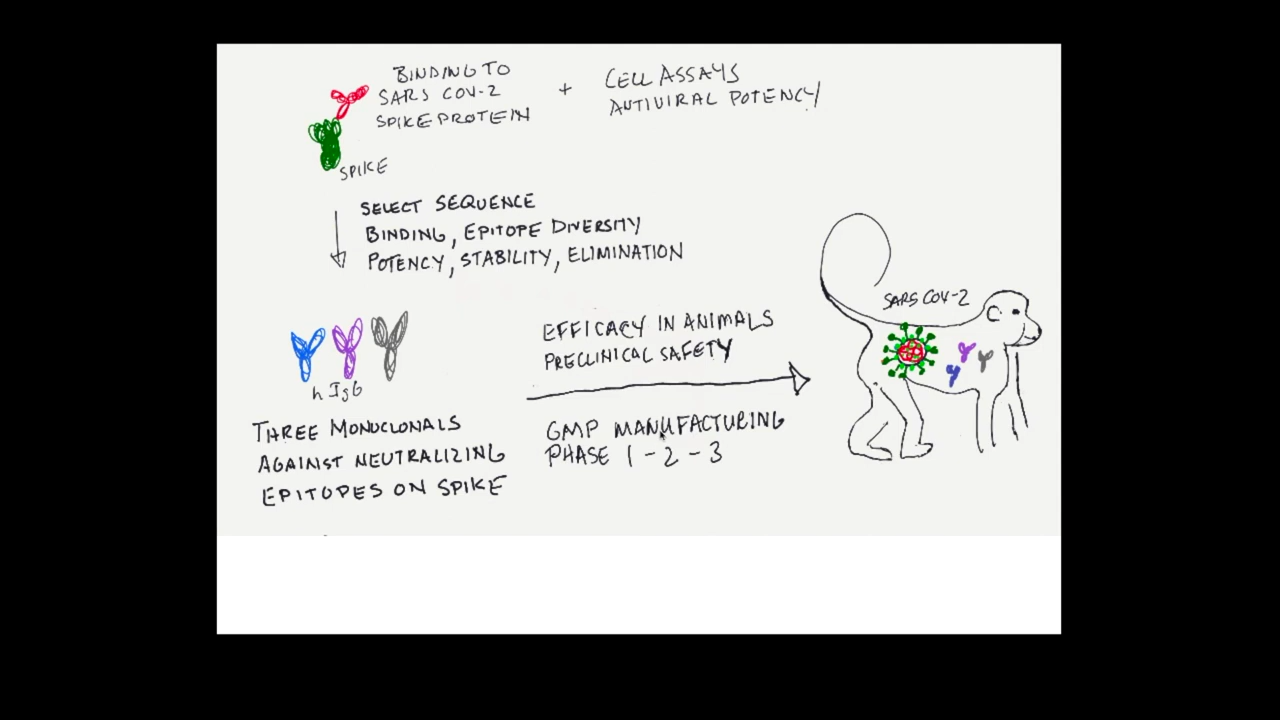 BINDING TO
SARS COV-2
SPIKE PROTEIN
+
CELL ASSAYS
ANTIVIRAL POTENCY
SPIKE
SELECT SEQUENCE
BINDING, EPITOPE DIVERSITY
POTENCY, STABILITY, ELIMINATION
SARS COV-2
EFFICACY IN ANIMALS
PRECLINICAL SAFETY
h IgG
THREE MONOCLONALS
AGAINST NEUTRALIZING
EPITOPES ON SPIKE
GMP MANUFACTURING
PHASE 1-2-3